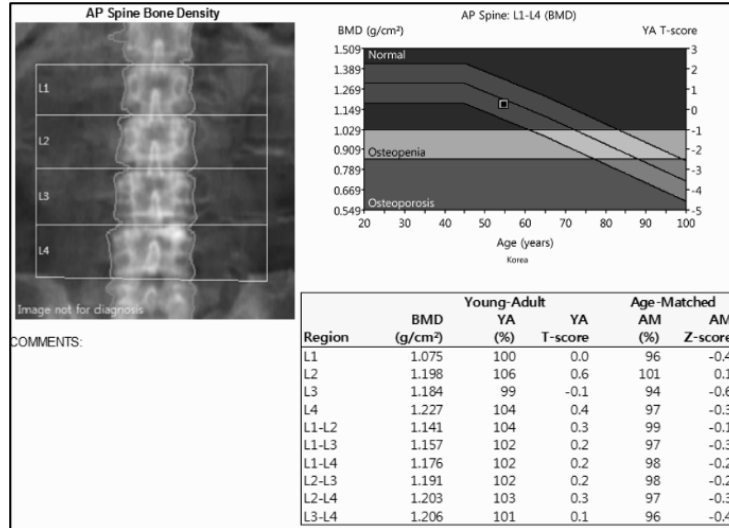 AP Spine Bone Density
L1
L2
L3
L4
Image not for diagnosis
COMMENTS:
AP Spine: L1-L4 (BMD)
BMD (g/cm²) YA T-score
1.509 3
1.389 2
1.269 1
1.149 0
1.029 -1
0.909 -2
0.789 -3
0.669 -4
0.549 -5
Normal
Osteopenia
Osteoporosis
20 30 40 50 60 70 80 90 100
Age (years)
Korea
Young-Adult Age-Matched
BMD YA YA AM AM
Region (g/cm²) (%) T-score (%) Z-score
L1 1.075 100 0.0 96 -0.4
L2 1.198 106 0.6 101 0.1
L3 1.184 99 -0.1 94 -0.6
L4 1.227 104 0.4 97 -0.3
L1-L2 1.141 104 0.3 99 -0.1
L1-L3 1.157 102 0.2 97 -0.3
L1-L4 1.176 102 0.2 98 -0.2
L2-L3 1.191 102 0.2 98 -0.2
L2-L4 1.203 103 0.3 97 -0.3
L3-L4 1.206 101 0.1 96 -0.4